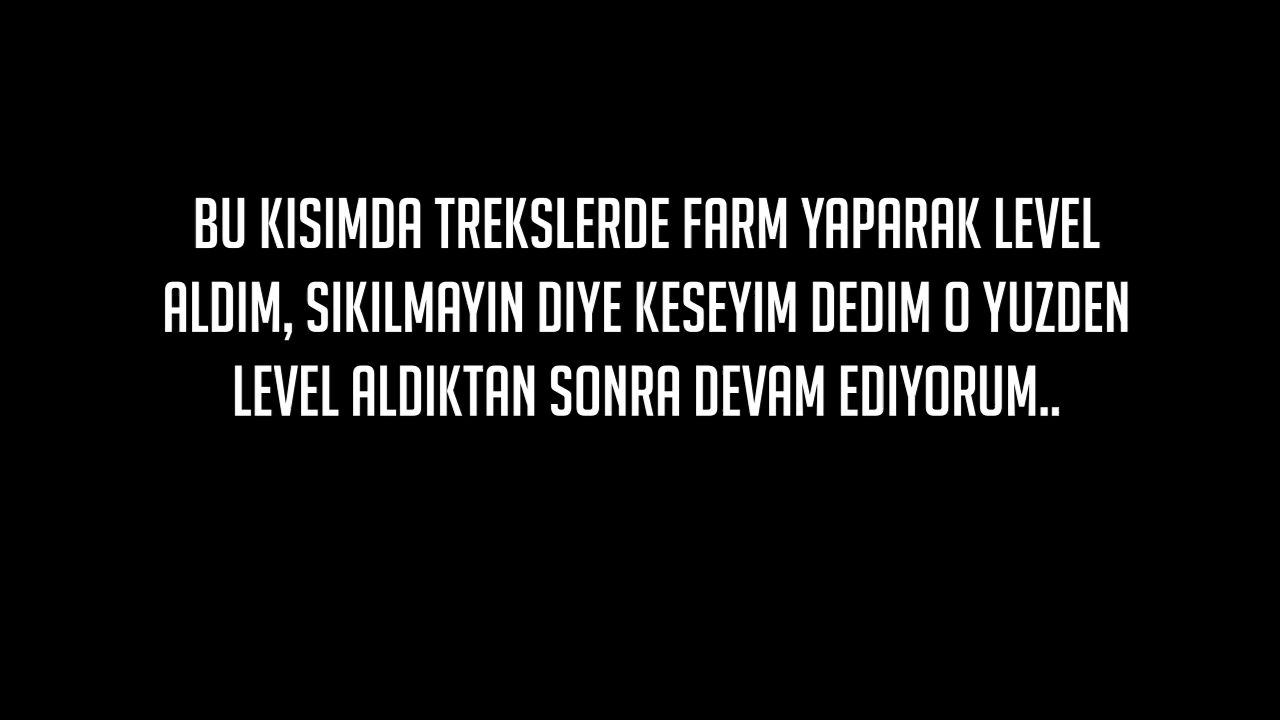 BU KISIMDA TREKSLERDE FARM YAPARAK LEVEL
ALDIM, SIKILMAYIN DIYE KESEYIM DEDIM O YUZDEN
LEVEL ALDIKTAN SONRA DEVAM EDIYORUM..